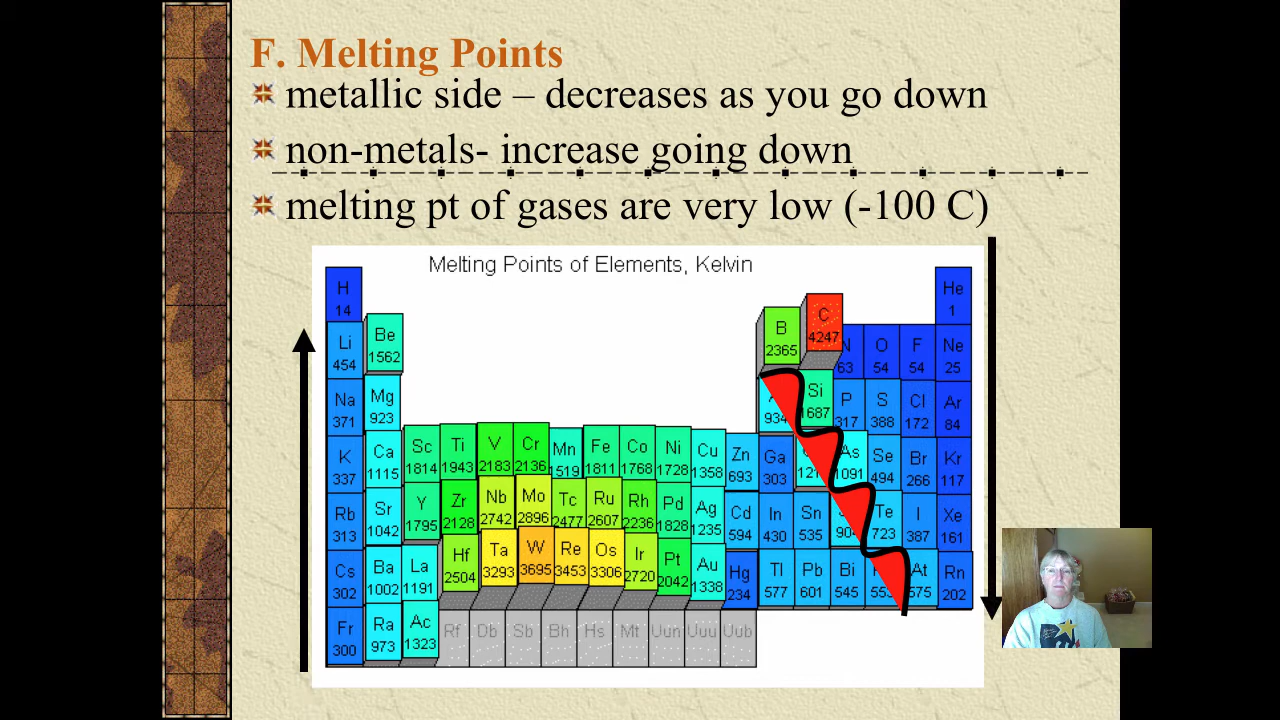 F. Melting Points
metallic side – decreases as you go down
non-metals- increase going down
melting pt of gases are very low (-100 C)
Melting Points of Elements, Kelvin
H He
14 1
Li Be B C N O F Ne
454 1562 2365 4247 63 54 54 25
Na Mg Si P S Cl Ar
371 923 934 1687 317 388 172 84
K Ca Sc Ti V Cr Mn Fe Co Ni Cu Zn Ga As Se Br Kr
337 1115 1814 1943 2183 2136 1519 1811 1768 1728 1358 693 303 1091 494 266 117
Rb Sr Y Zr Nb Mo Tc Ru Rh Pd Ag Cd In Sn Te I Xe
313 1042 1795 2128 2742 2896 2477 2607 2236 1828 1235 594 430 535 723 387 161
Cs Ba La Hf Ta W Re Os Ir Pt Au Hg Tl Pb Bi At Rn
302 1002 1191 2504 3293 3695 3453 3306 2720 2042 1338 234 577 601 545 575 202
Fr Ra Ac Rf Db Sb Bh Hs Mt Uun Uuu Uub
300 973 1323